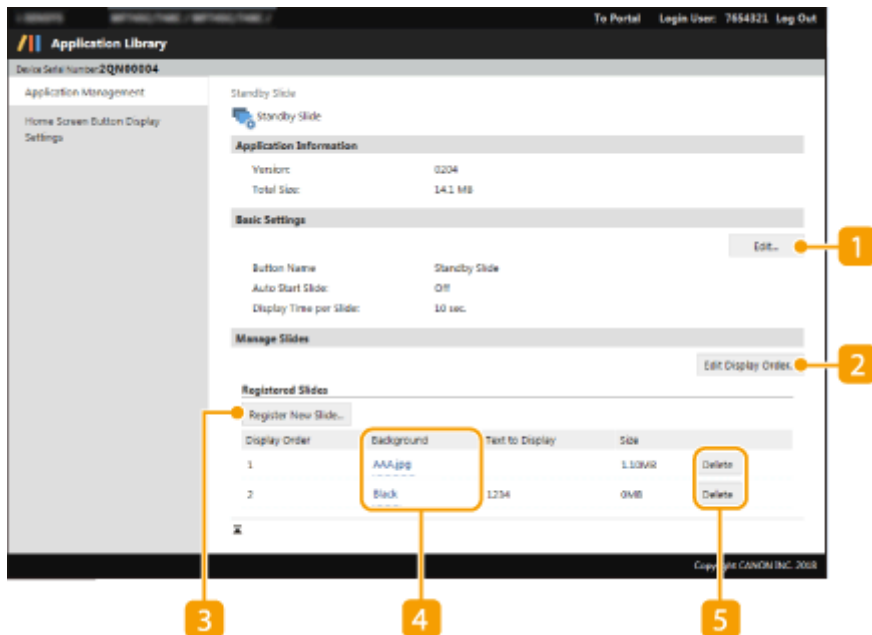 To Portal Login User: 7654321 Log Out
Application Library
Device Serial Number:2QN00004
Application Management
Home Screen Button Display
Settings
Standby Slide
Standby Slide
Application Information
Version: 0204
Total Size: 14.1 MB
Basic Settings
Edit...
1
Button Name Standby Slide
Auto Start Slide: Off
Display Time per Slide: 10 sec.
Manage Slides
Edit Display Order...
2
Registered Slides
Register New Slide...
Display Order Background Text to Display Size
1 AAA.jpg 1.10MB Delete
2 Black 1234 0MB Delete
Copyright CANON INC. 2018
3 4 5